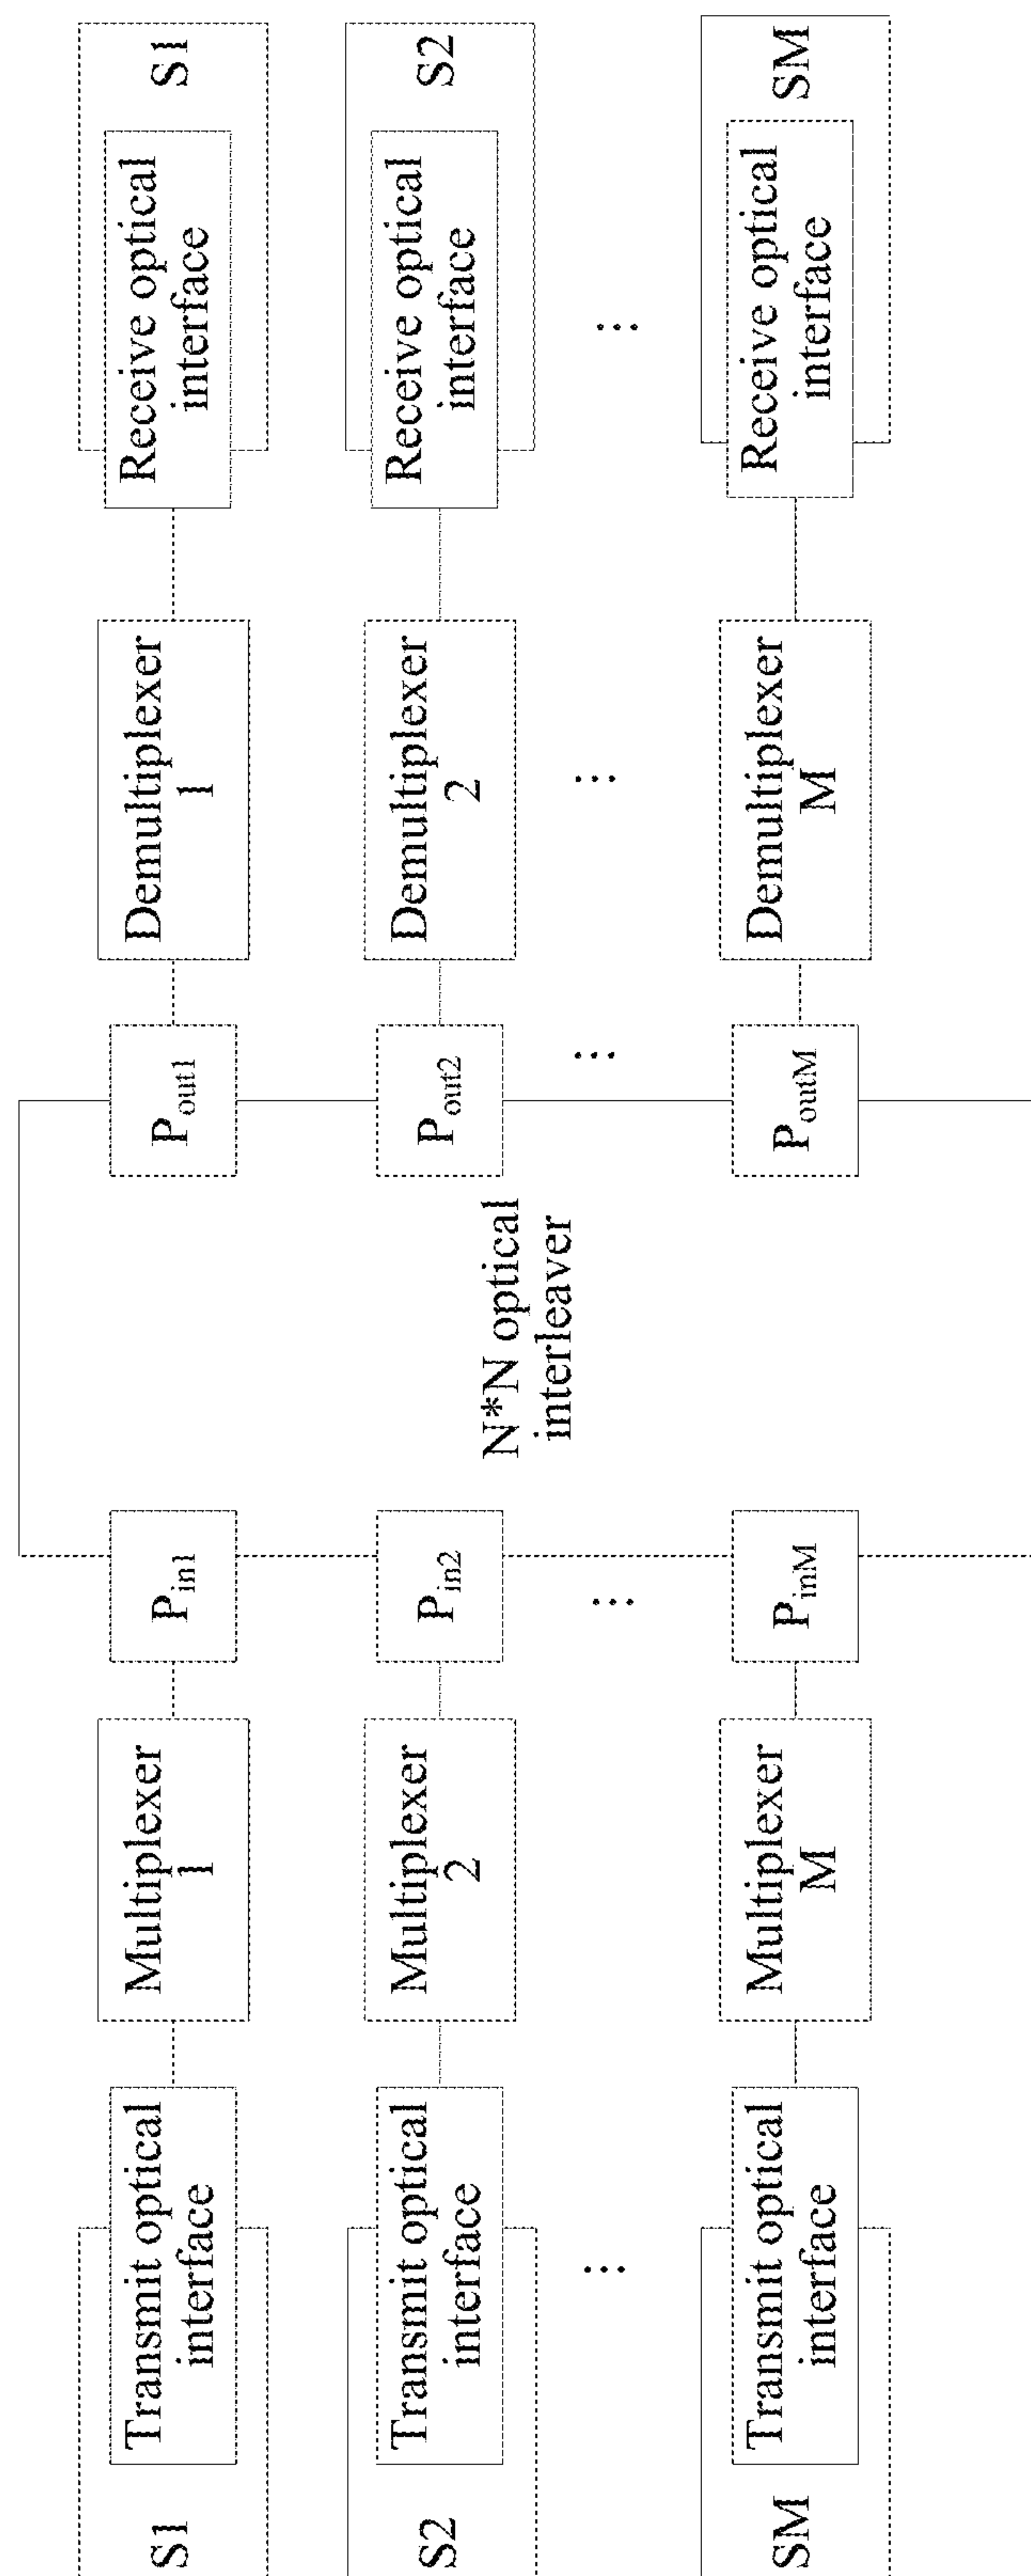 S1
Transmit optical
interface
Multiplexer
1
P_in1
P_out1
Demultiplexer
1
Receive optical
interface
S1
S2
Transmit optical
interface
Multiplexer
2
P_in2
N*N optical
interleaver
P_out2
Demultiplexer
2
Receive optical
interface
S2
...
...
...
...
...
SM
Transmit optical
interface
Multiplexer
M
P_inM
P_outM
Demultiplexer
M
Receive optical
interface
SM